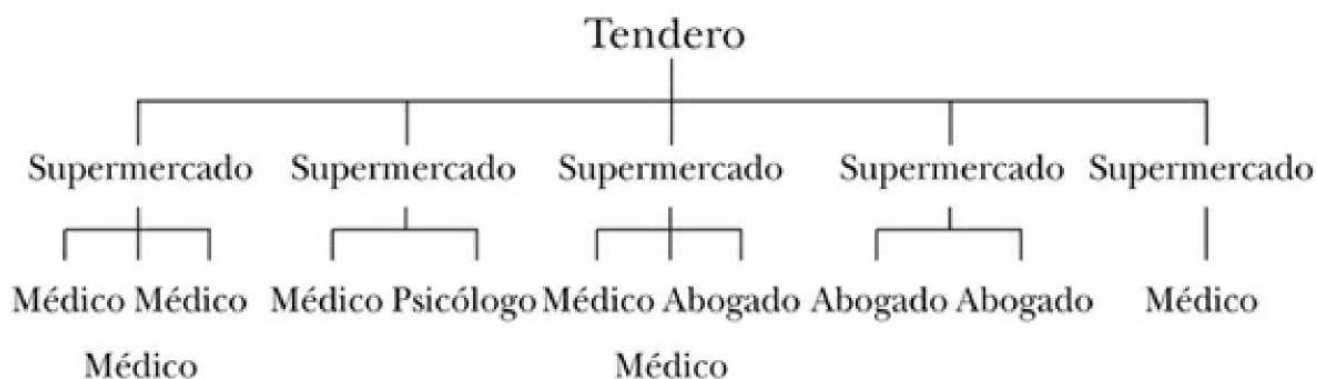 Tendero
Supermercado Supermercado Supermercado Supermercado Supermercado
Médico Médico Médico Psicólogo Médico Abogado Abogado Abogado Médico
Médico Médico